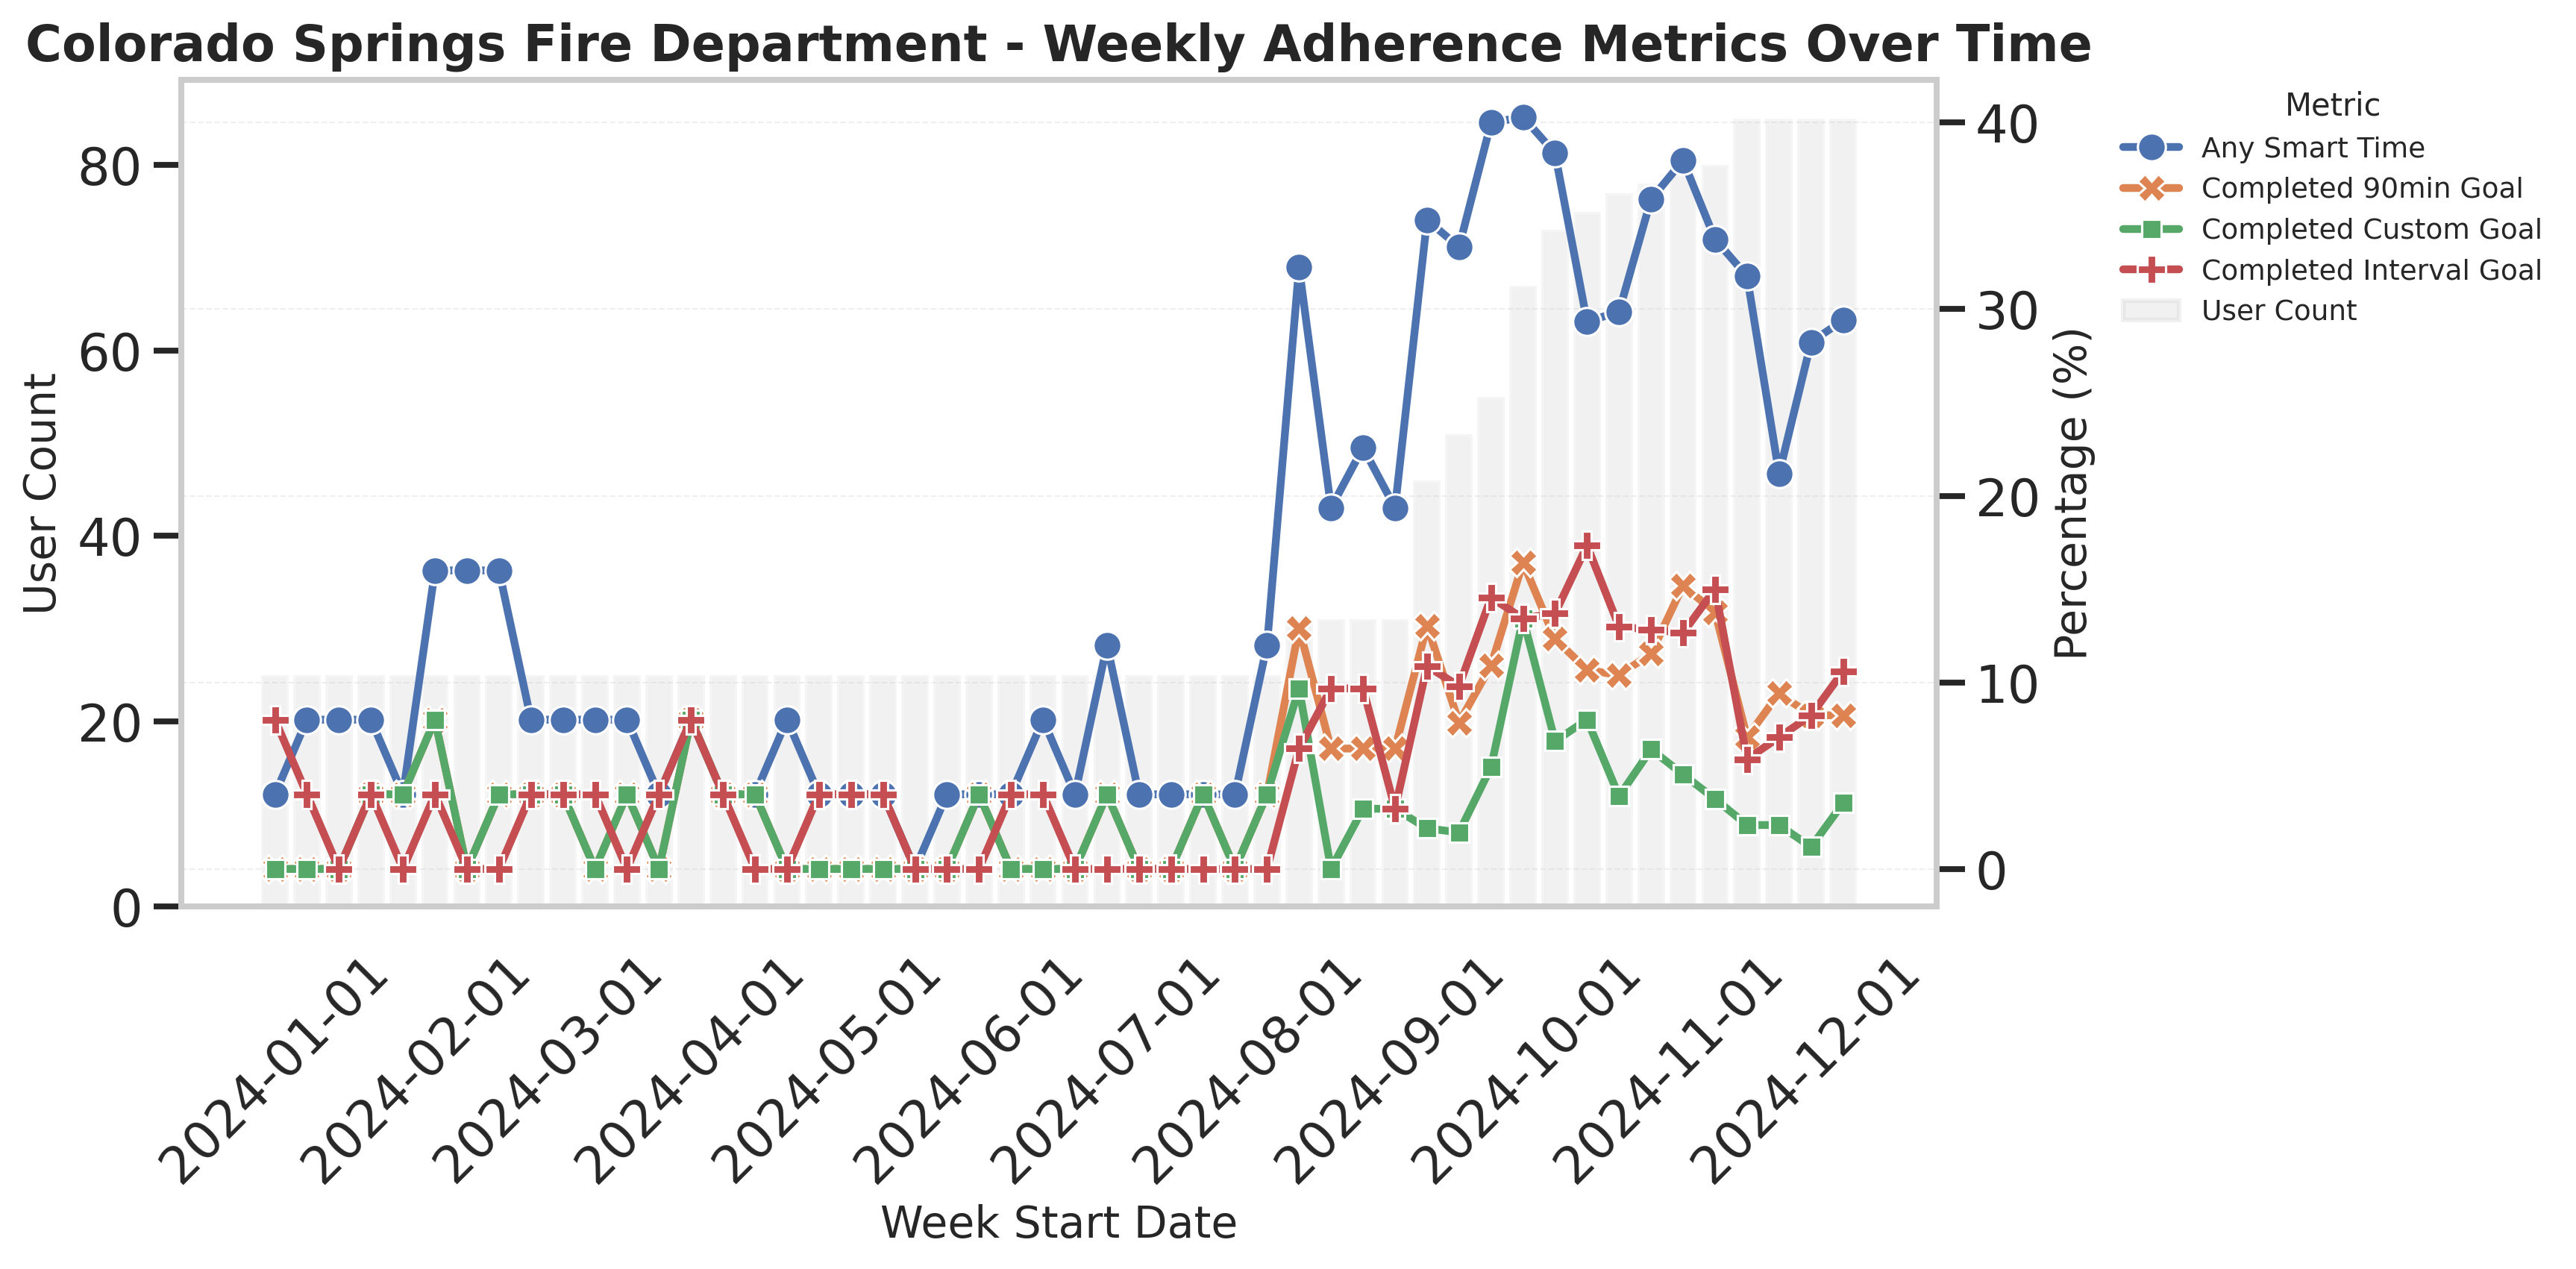 Colorado Springs Fire Department - Weekly Adherence Metrics Over Time
User Count
80
60
40
20
0
40
30
20
10
0
Percentage (%)
Metric
Any Smart Time
Completed 90min Goal
Completed Custom Goal
Completed Interval Goal
User Count
2024-01-01
2024-02-01
2024-03-01
2024-04-01
2024-05-01
2024-06-01
2024-07-01
2024-08-01
2024-09-01
2024-10-01
2024-11-01
2024-12-01
Week Start Date